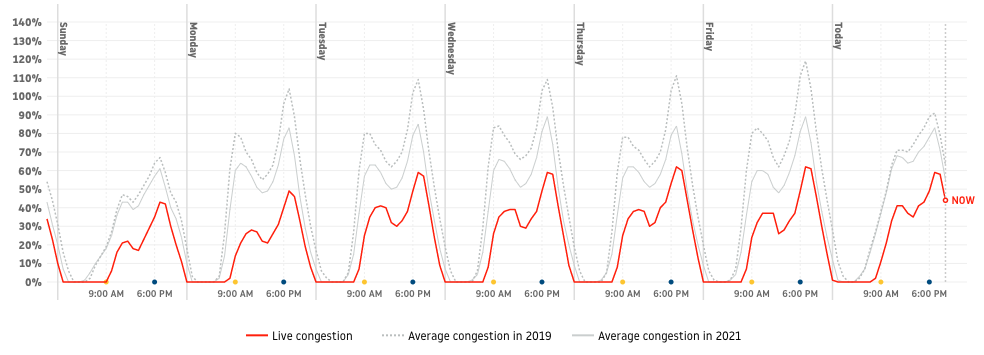 140%
130%
120%
110%
100%
90%
80%
70%
60%
50%
40%
30%
20%
10%
0%
Sunday
Monday
Tuesday
Wednesday
Thursday
Friday
Today
NOW
9:00 AM 6:00 PM 9:00 AM 6:00 PM 9:00 AM 6:00 PM 9:00 AM 6:00 PM 9:00 AM 6:00 PM 9:00 AM 6:00 PM 9:00 AM 6:00 PM
Live congestion Average congestion in 2019 Average congestion in 2021